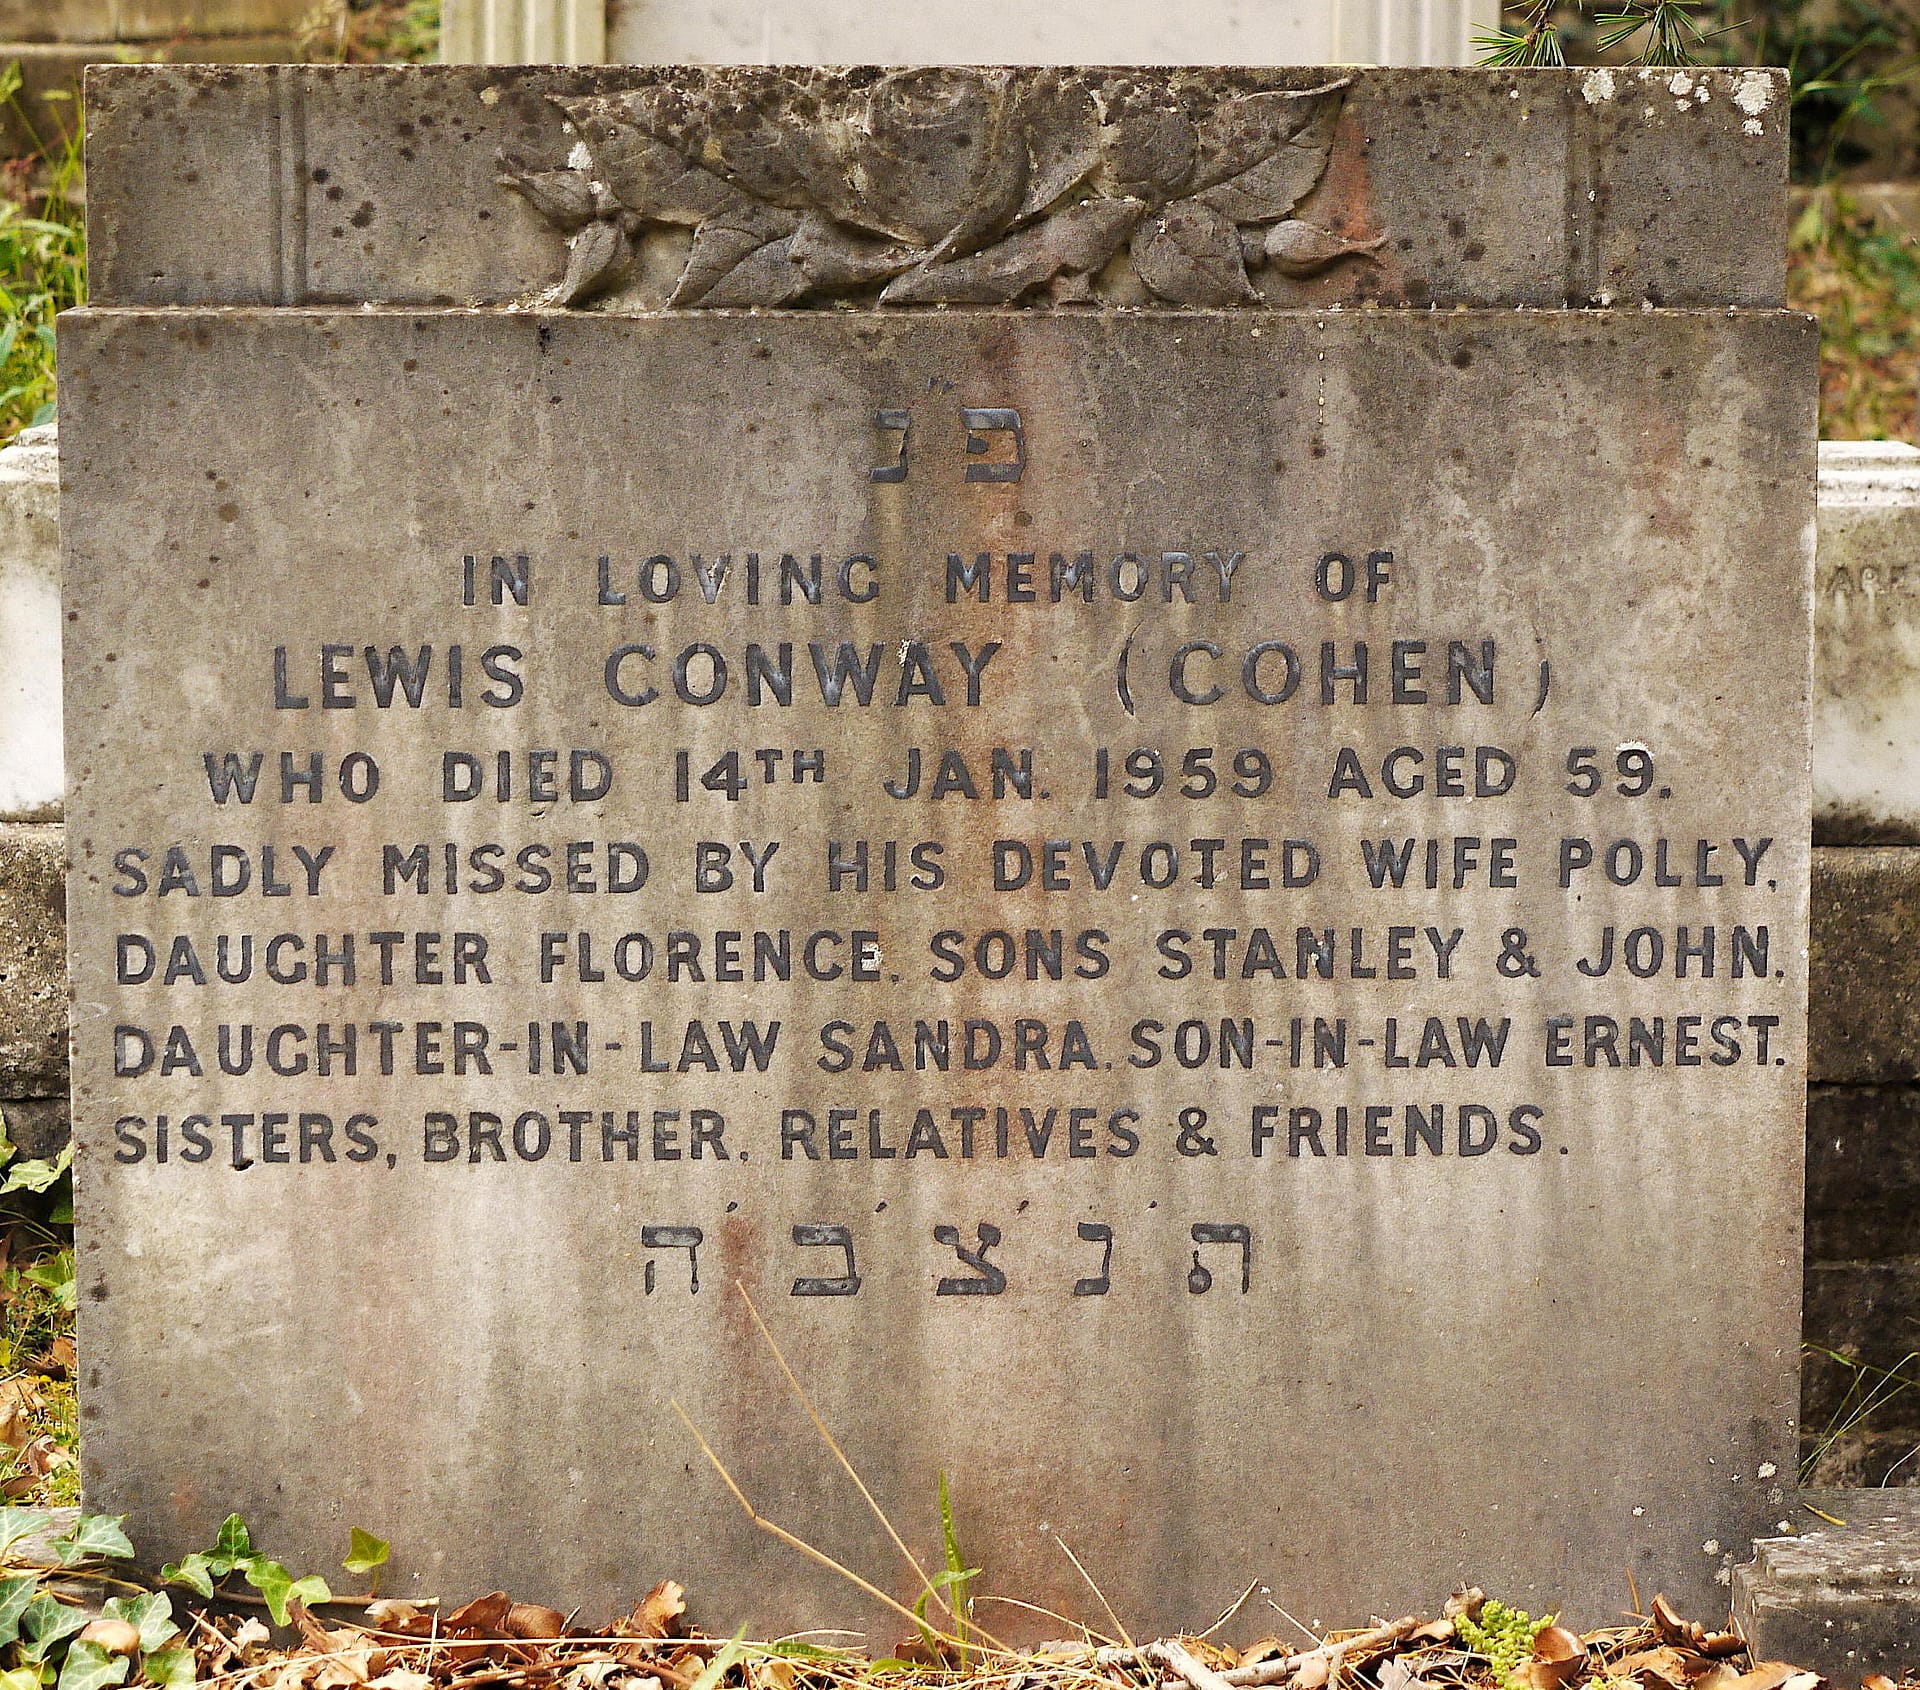 פ״נ
IN LOVING MEMORY OF
LEWIS CONWAY (COHEN)
WHO DIED 14TH JAN. 1959 AGED 59.
SADLY MISSED BY HIS DEVOTED WIFE POLLY,
DAUGHTER FLORENCE, SONS STANLEY & JOHN,
DAUGHTER-IN-LAW SANDRA, SON-IN-LAW ERNEST,
SISTERS, BROTHER, RELATIVES & FRIENDS.
ת׳ נ׳ צ׳ ב׳ ה